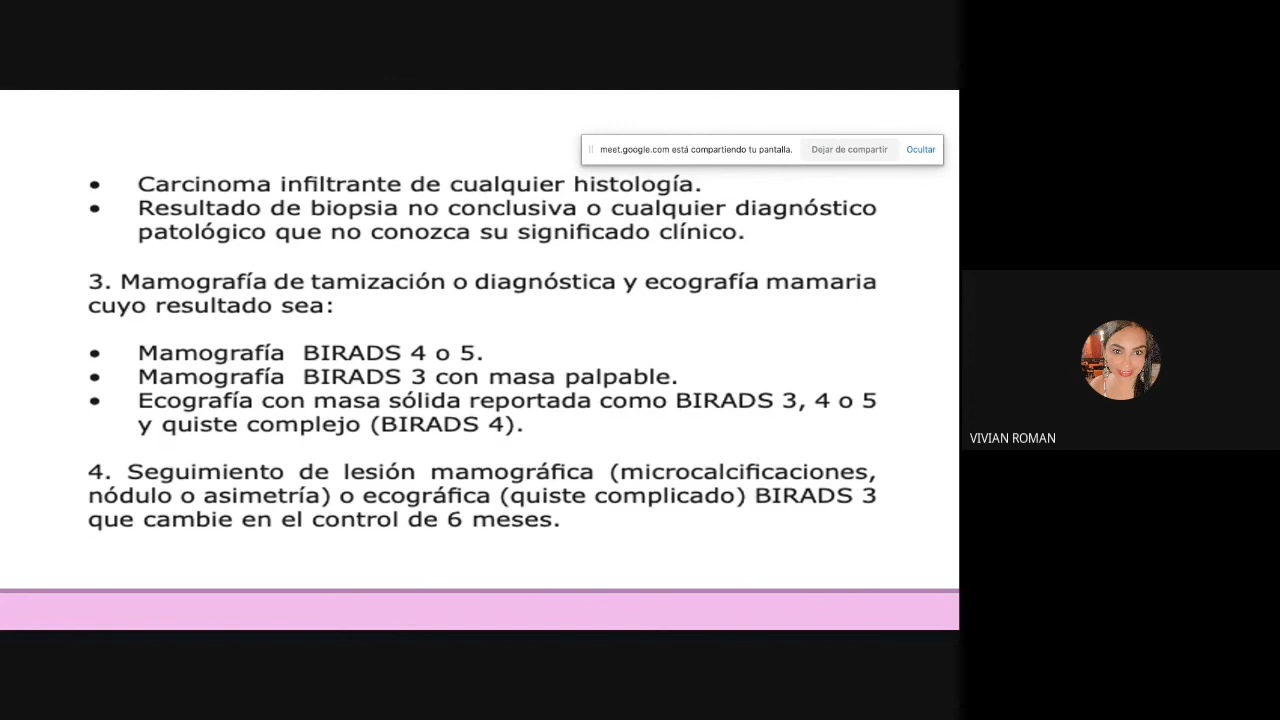 meet.google.com está compartiendo tu pantalla. Dejar de compartir Ocultar
• Carcinoma infiltrante de cualquier histología.
• Resultado de biopsia no conclusiva o cualquier diagnóstico
patológico que no conozca su significado clínico.
3. Mamografía de tamización o diagnóstica y ecografía mamaria
cuyo resultado sea:
• Mamografía BIRADS 4 o 5.
• Mamografía BIRADS 3 con masa palpable.
• Ecografía con masa sólida reportada como BIRADS 3, 4 o 5
y quiste complejo (BIRADS 4).
4. Seguimiento de lesión mamográfica (microcalcificaciones,
nódulo o asimetría) o ecográfica (quiste complicado) BIRADS 3
que cambie en el control de 6 meses.
VIVIAN ROMAN